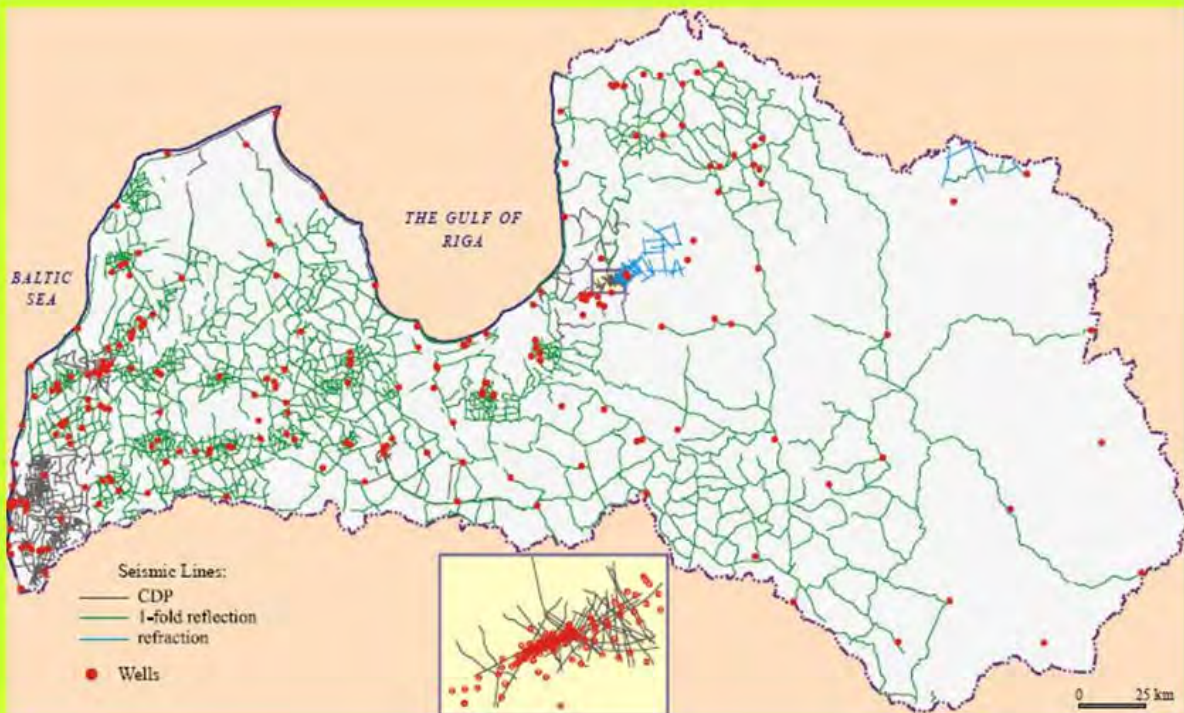 THE GULF OF
RIGA
BALTIC
SEA
Seismic Lines:
CDP
1-fold reflection
refraction
Wells
0 25 km